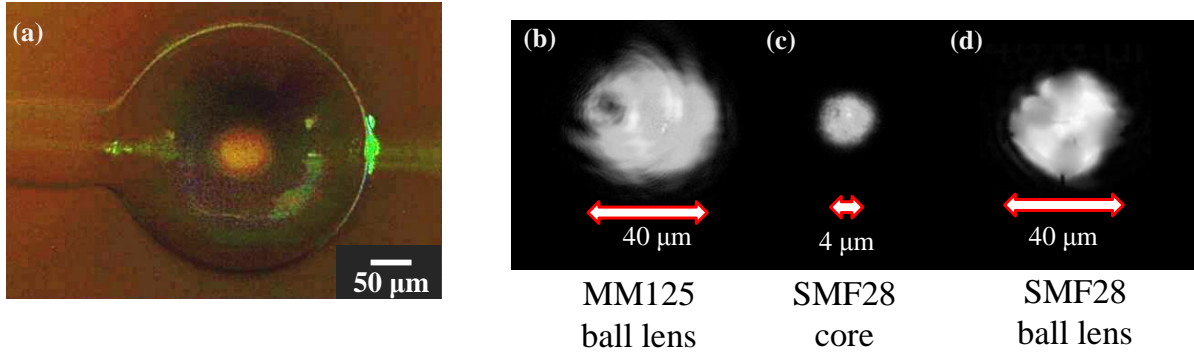 (a)
50 μm
(b)
(c)
(d)
40 μm
4 μm
40 μm
MM125
ball lens
SMF28
core
SMF28
ball lens